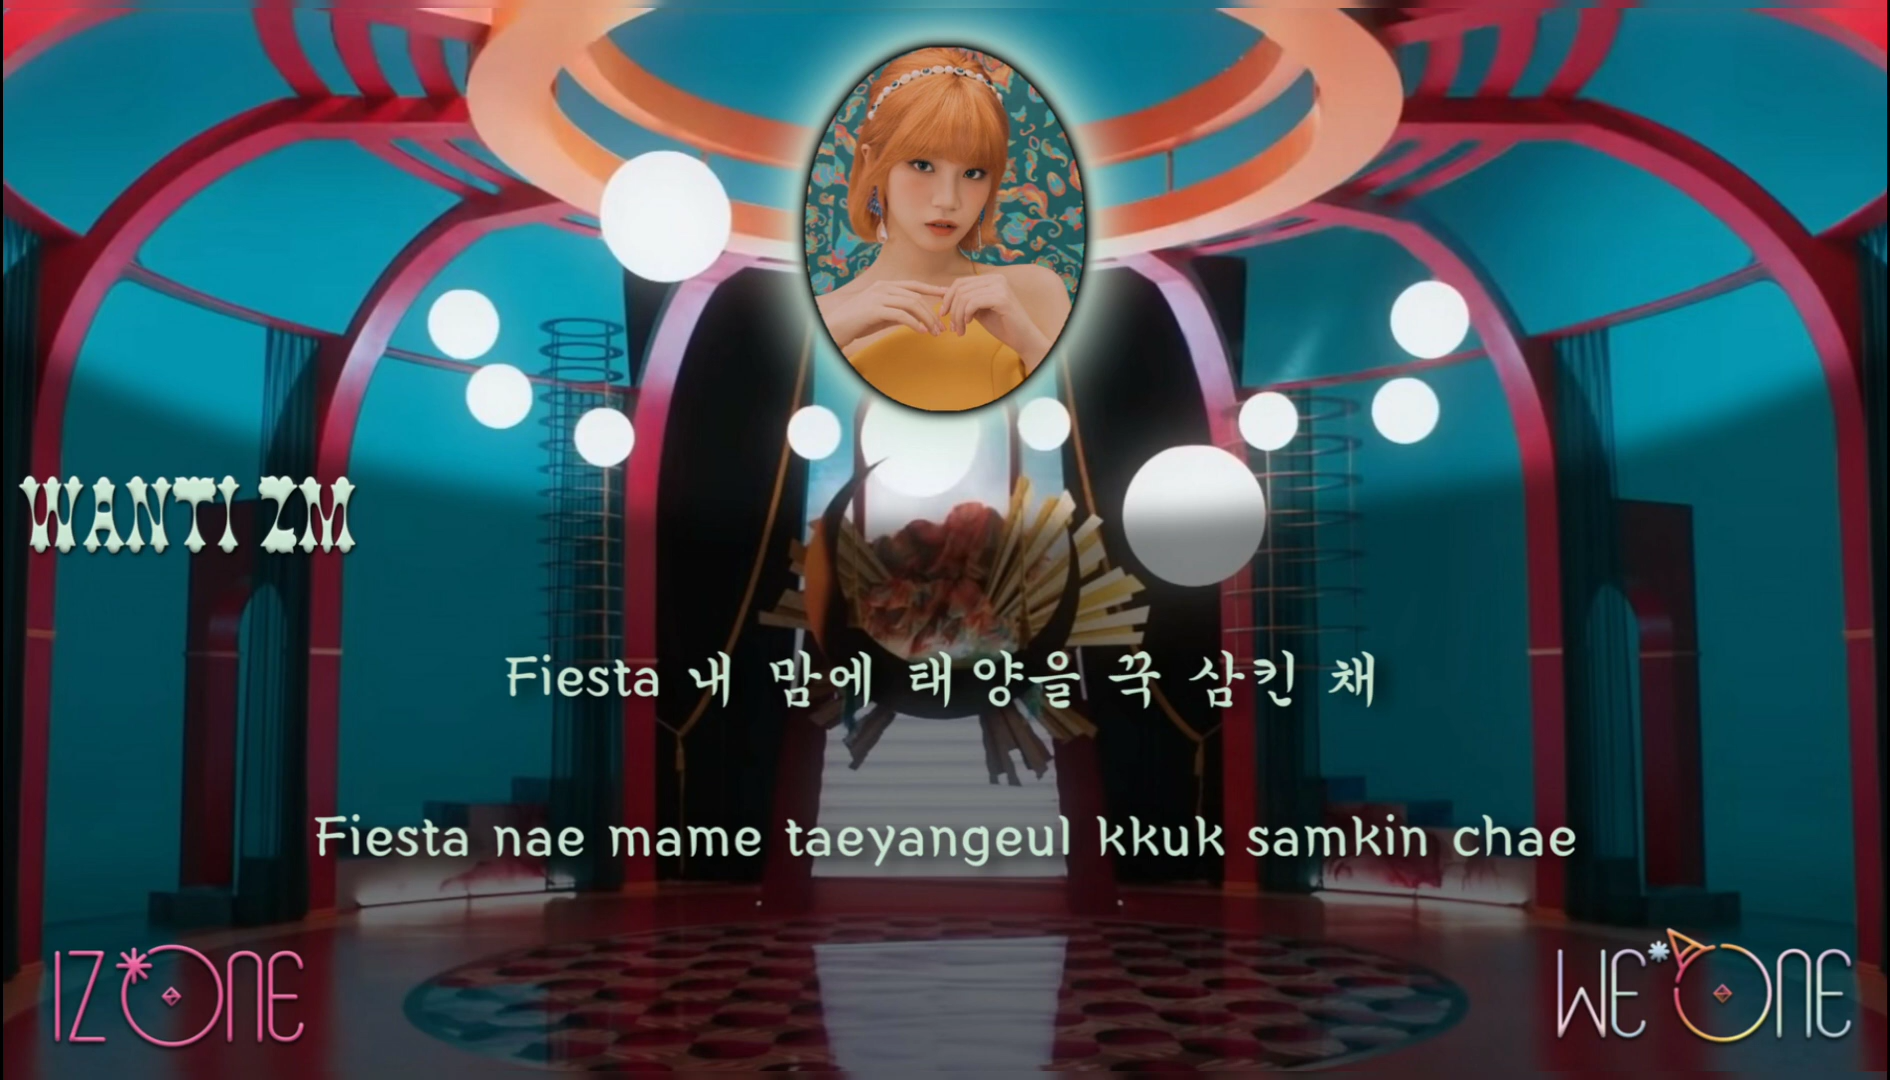 WANTI ZM
Fiesta 내 맘에 태양을 꾹 삼킨 채
Fiesta nae mame taeyangeul kkuk samkin chae
IZ*ONE
WE*ONE